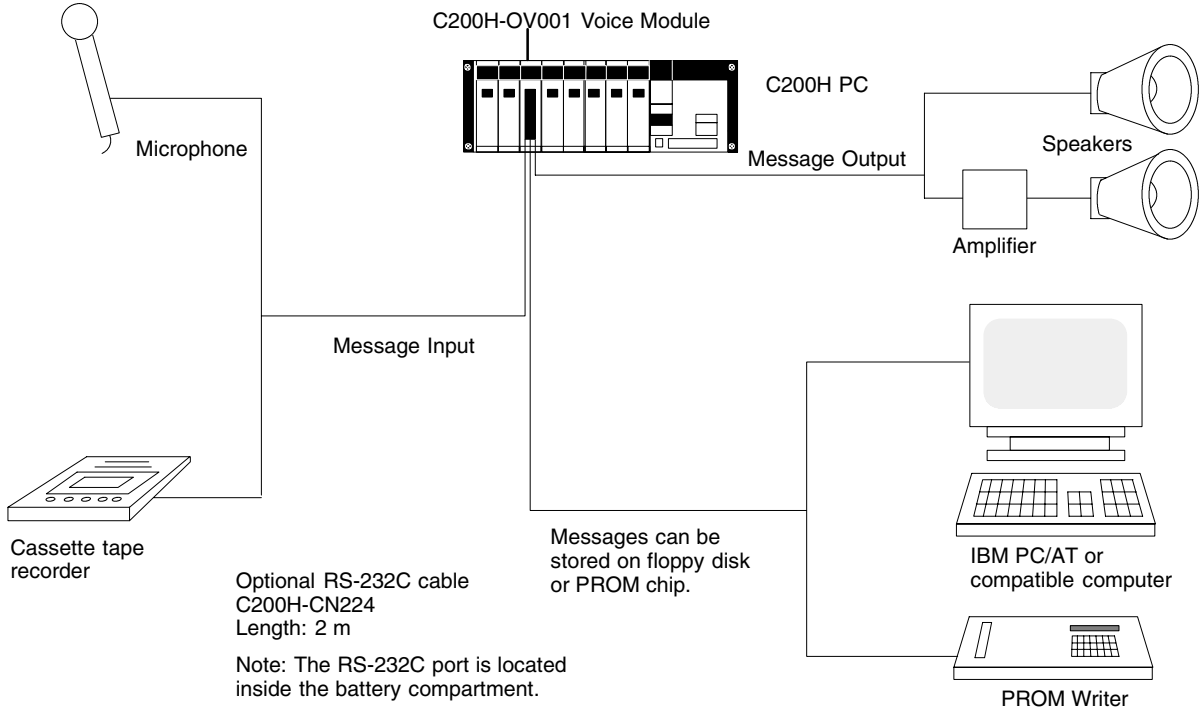 C200H-OV001 Voice Module
C200H PC
Microphone
Message Output
Speakers
Amplifier
Message Input
Cassette tape
recorder
Optional RS-232C cable
C200H-CN224
Length: 2 m
Note: The RS-232C port is located
inside the battery compartment.
Messages can be
stored on floppy disk
or PROM chip.
IBM PC/AT or
compatible computer
PROM Writer